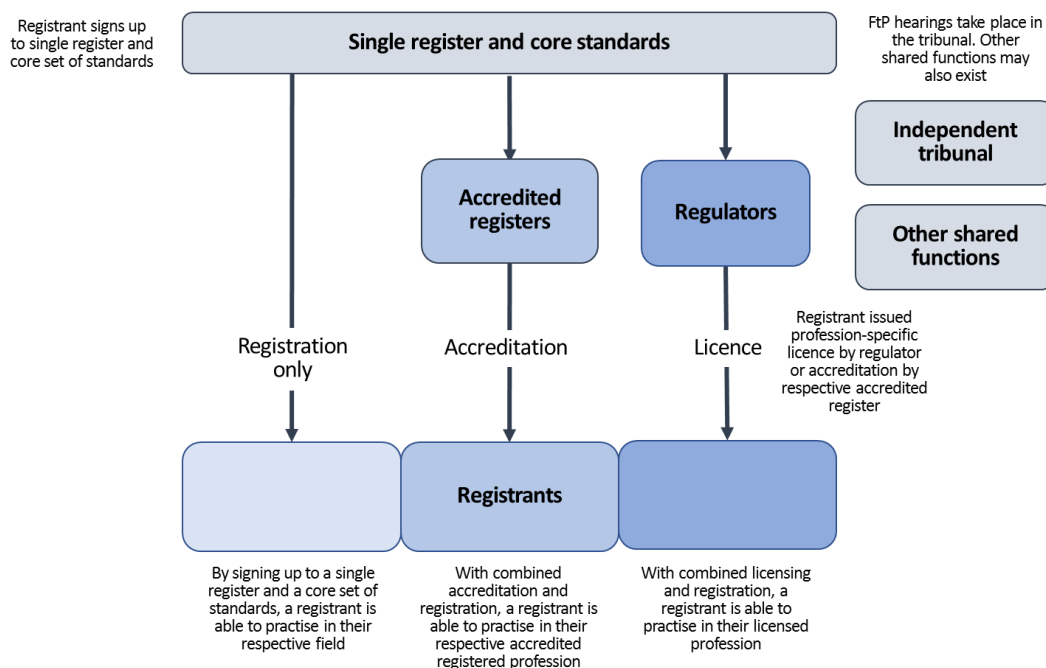 Registrant signs up
to single register and
core set of standards
Single register and core standards
FtP hearings take place in
the tribunal. Other
shared functions may
also exist
Independent
tribunal
Accredited
registers
Regulators
Other shared
functions
Registration
only
Accreditation
Licence
Registrant issued
profession-specific
licence by regulator
or accreditation by
respective accredited
register
Registrants
By signing up to a single
register and a core set of
standards, a registrant is
able to practise in their
respective field
With combined
accreditation and
registration, a registrant is
able to practise in their
respective accredited
registered profession
With combined licensing
and registration, a
registrant is able to
practise in their licensed
profession